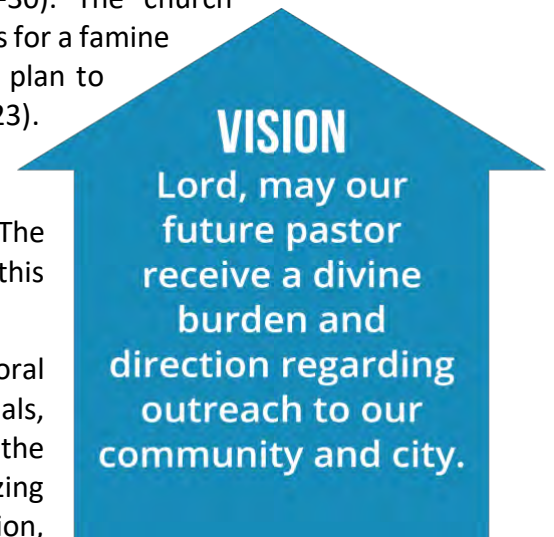 The church
s for a famine
plan to
23).
The
this
oral
als,
the
zing
ion,
VISION
Lord, may our
future pastor
receive a divine
burden and
direction regarding
outreach to our
community and city.